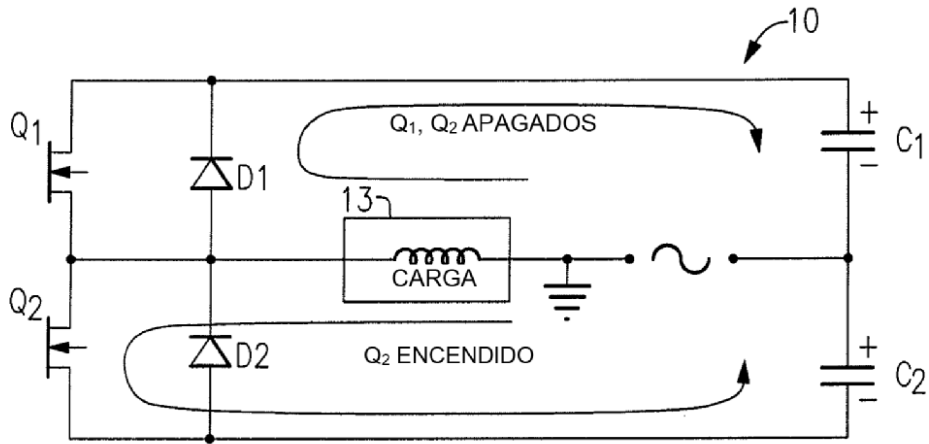 10
Q₁, Q₂ APAGADOS
Q1
D1
+
C1
−
13
CARGA
Q2
D2
Q₂ ENCENDIDO
+
C2
−